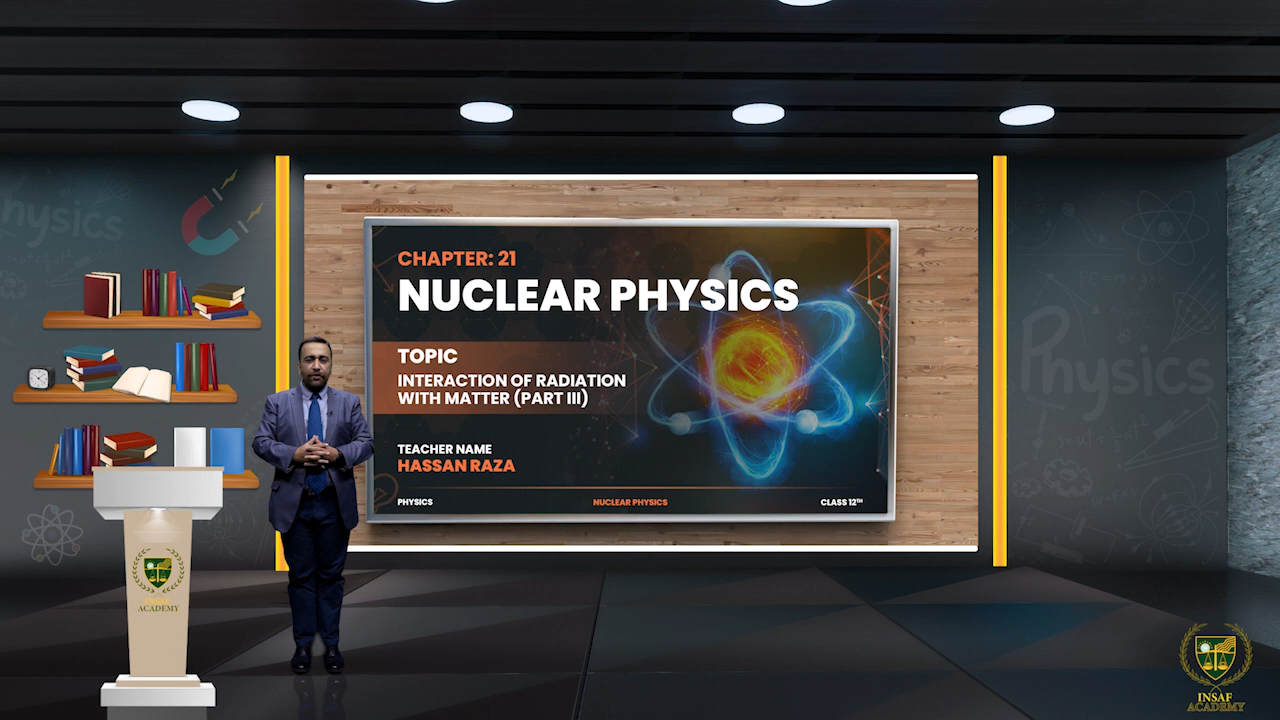 Physics
CHAPTER: 21
NUCLEAR PHYSICS
TOPIC
INTERACTION OF RADIATION
WITH MATTER (PART III)
TEACHER NAME
HASSAN RAZA
PHYSICS
NUCLEAR PHYSICS
CLASS 12TH
Physics
INSAF
ACADEMY
INSAF
ACADEMY